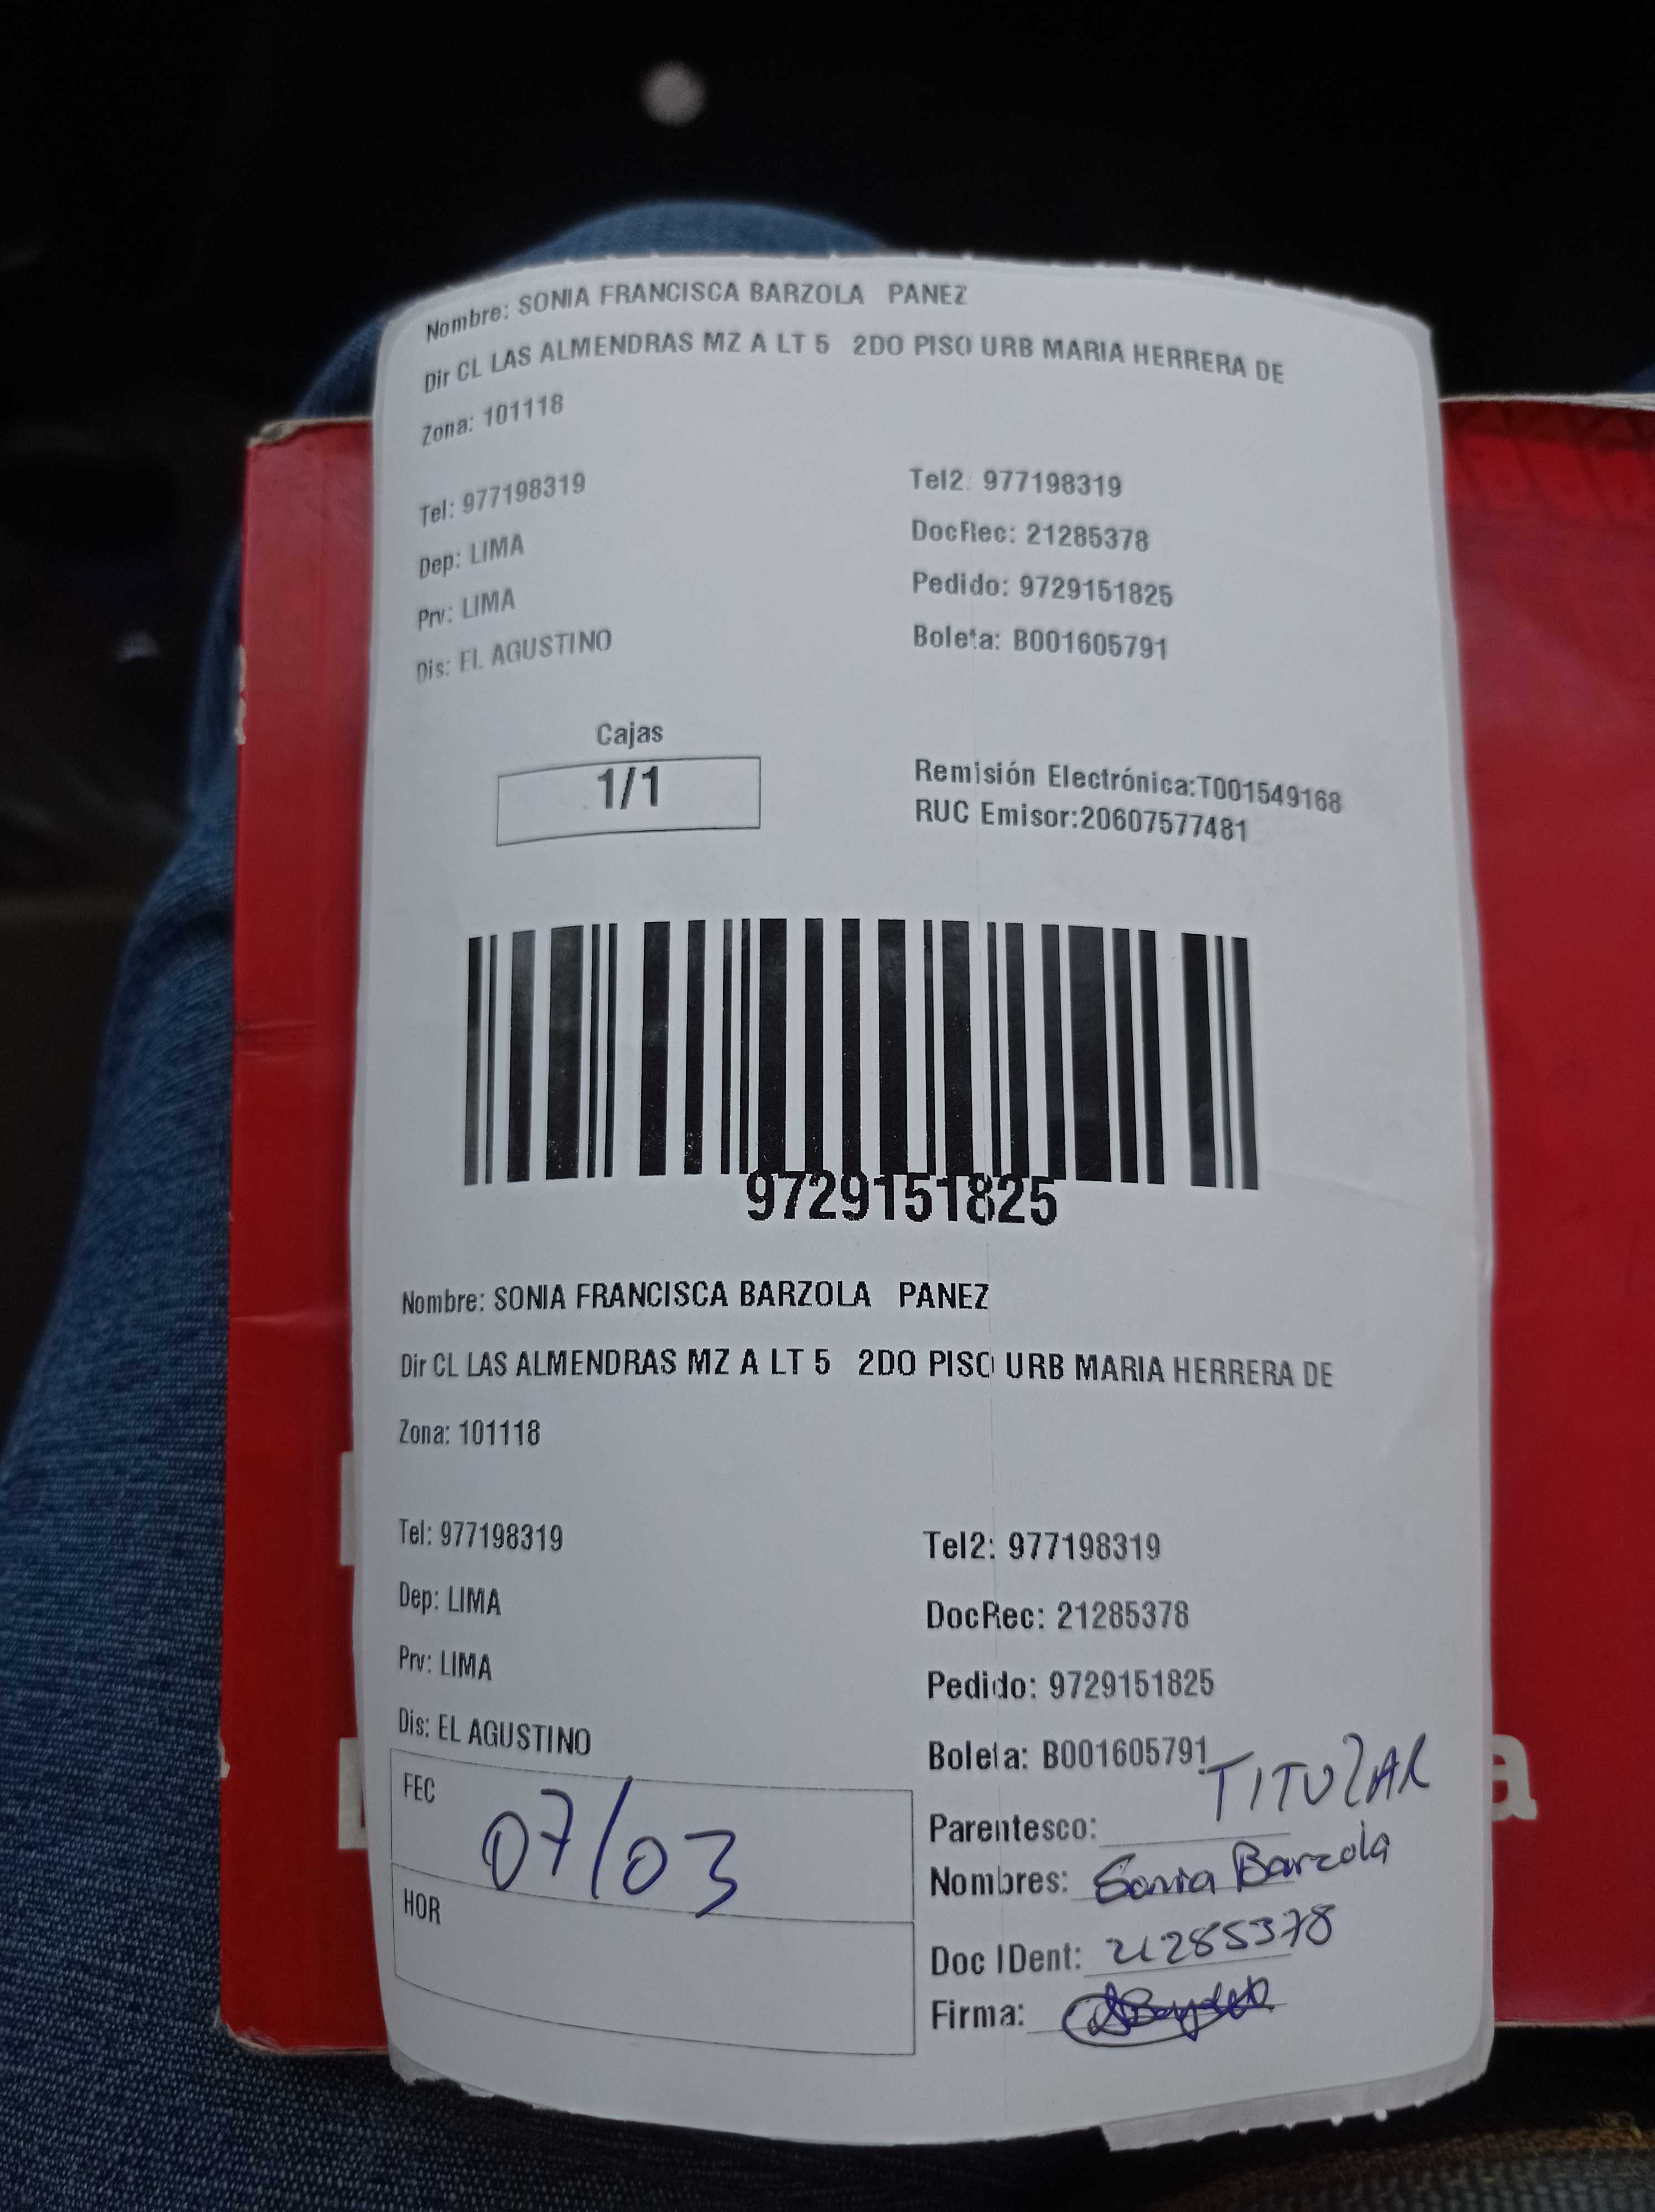 Nombre: SONIA FRANCISCA BARZOLA PANEZ
Dir CL LAS ALMENDRAS MZ A LT 5 2DO PISO URB MARIA HERRERA DE
Zona: 101118
Tel: 977198319 Tel2: 977198319
Dep: LIMA DocRec: 21285378
Prv: LIMA Pedido: 9729151825
Dis: EL AGUSTINO Boleta: B001605791
Cajas
1/1
Remisión Electrónica:T001549168
RUC Emisor:20607577481
9729151825
Nombre: SONIA FRANCISCA BARZOLA PANEZ
Dir CL LAS ALMENDRAS MZ A LT 5 2DO PISO URB MARIA HERRERA DE
Zona: 101118
Tel: 977198319 Tel2: 977198319
Dep: LIMA DocRec: 21285378
Prv: LIMA Pedido: 9729151825
Dis: EL AGUSTINO Boleta: B001605791
FEC 07/03
HOR
Parentesco: TITULAR
Nombres: Sonia Barzola
Doc IDent: 21285378
Firma:
a